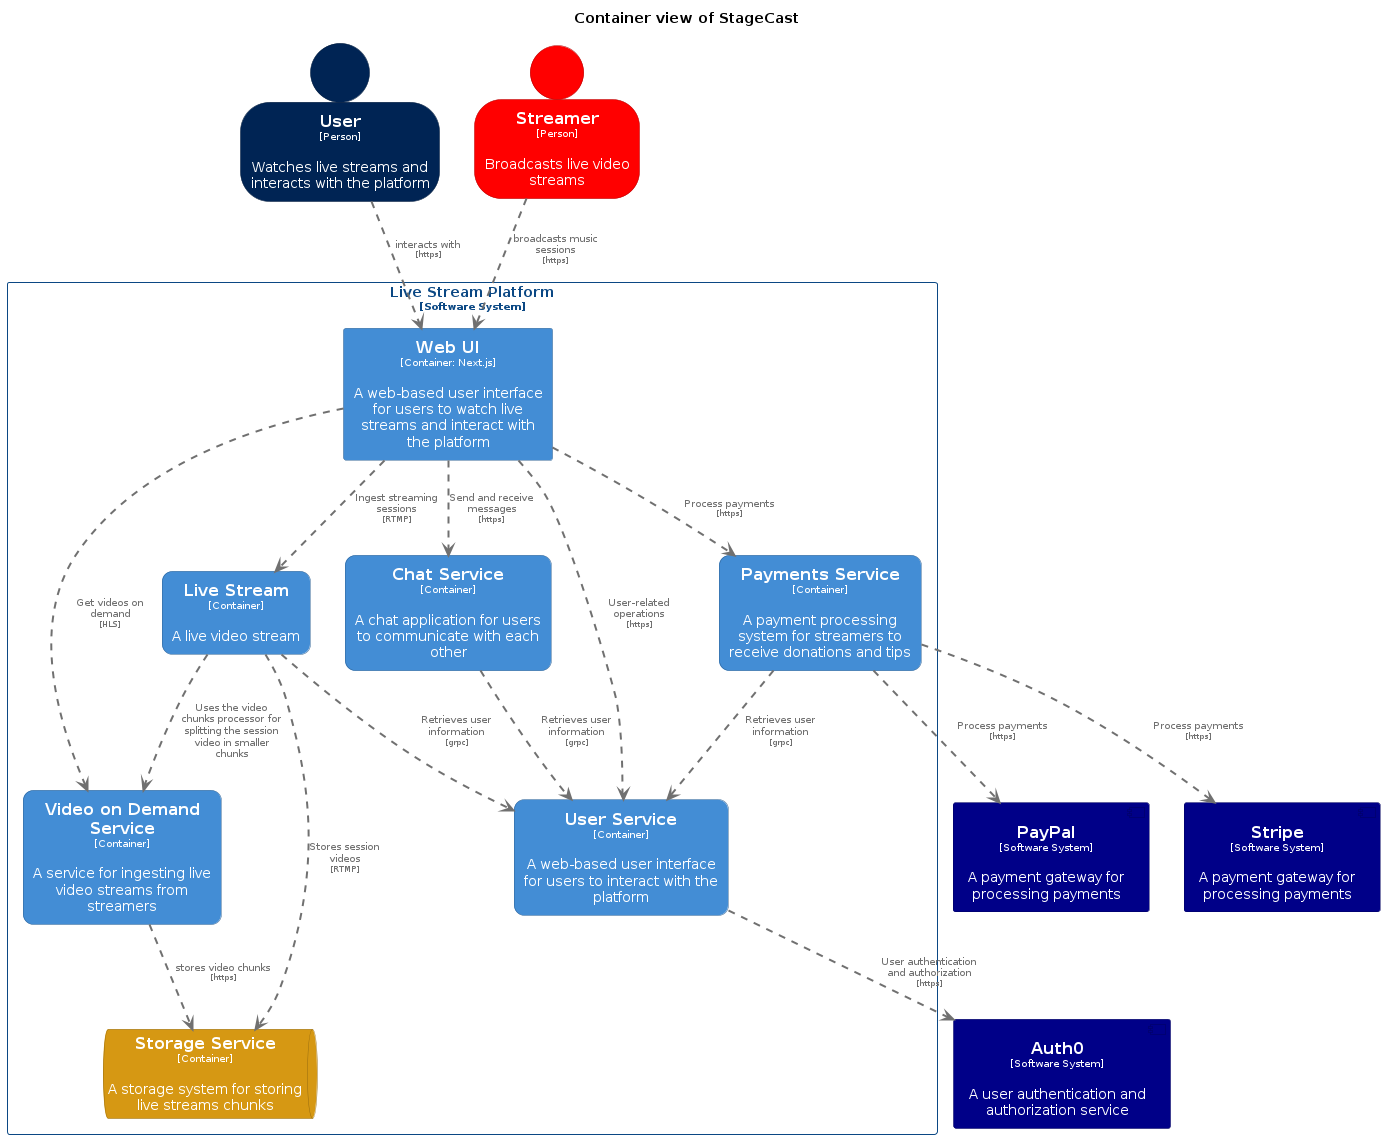 Container view of StageCast
User
[Person]
Watches live streams and
interacts with the platform
Streamer
[Person]
Broadcasts live video
streams
interacts with
[https]
broadcasts music
sessions
[https]
Live Stream Platform
[Software System]
Web UI
[Container: Next.js]
A web-based user interface
for users to watch live
streams and interact with
the platform
Ingest streaming
sessions
[RTMP]
Send and receive
messages
[https]
Process payments
[https]
Get videos on
demand
[HLS]
Live Stream
[Container]
A live video stream
Chat Service
[Container]
A chat application for users
to communicate with each
other
User-related
operations
[https]
Payments Service
[Container]
A payment processing
system for streamers to
receive donations and tips
Uses the video
chunks processor for
splitting the session
video in smaller
chunks
Retrieves user
information
[grpc]
Retrieves user
information
[grpc]
Retrieves user
information
[grpc]
Process payments
[https]
Process payments
[https]
Video on Demand
Service
[Container]
A service for ingesting live
video streams from
streamers
Stores session
videos
[RTMP]
User Service
[Container]
A web-based user interface
for users to interact with the
platform
PayPal
[Software System]
A payment gateway for
processing payments
Stripe
[Software System]
A payment gateway for
processing payments
stores video chunks
[https]
User authentication
and authorization
[https]
Storage Service
[Container]
A storage system for storing
live streams chunks
Auth0
[Software System]
A user authentication and
authorization service